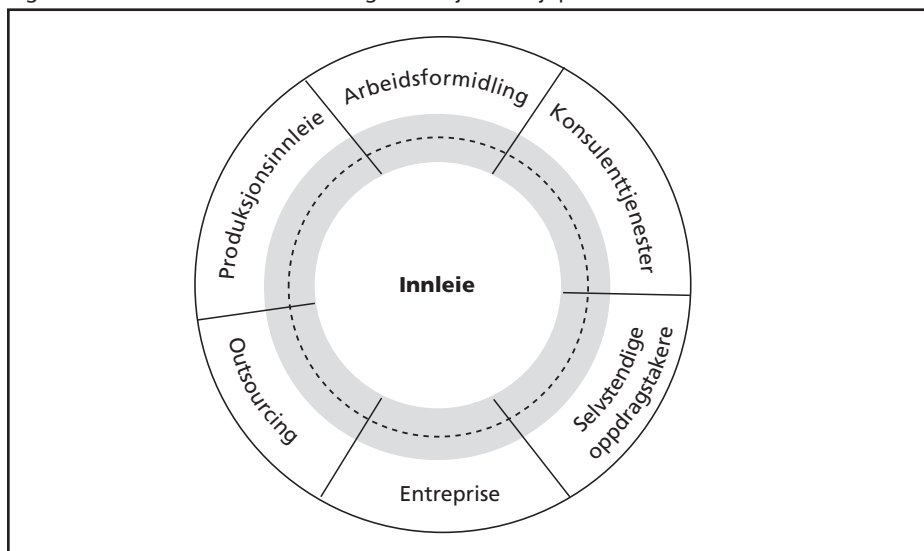 Arbeidsformidling
Konsulenttjenester
Selvstendige
oppdragstakere
Entreprise
Outsourcing
Produksjonsinnleie
Innleie